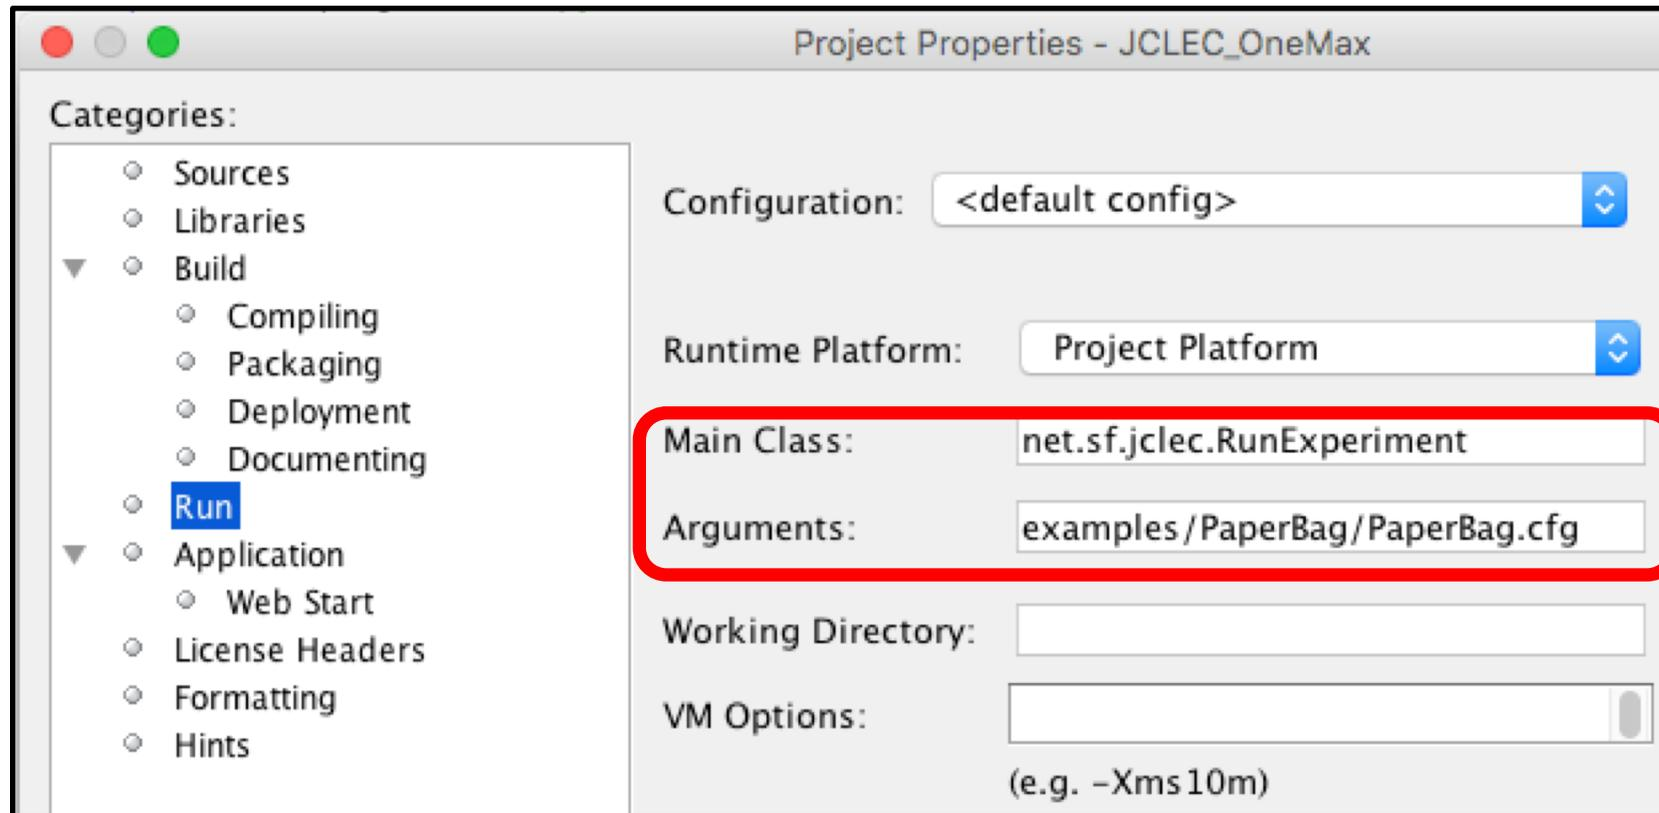 Project Properties - JCLEC_OneMax
Categories:
Sources
Libraries
Build
Compiling
Packaging
Deployment
Documenting
Run
Application
Web Start
License Headers
Formatting
Hints
Configuration: <default config>
Runtime Platform: Project Platform
Main Class: net.sf.jclec.RunExperiment
Arguments: examples/PaperBag/PaperBag.cfg
Working Directory:
VM Options:
(e.g. -Xms10m)